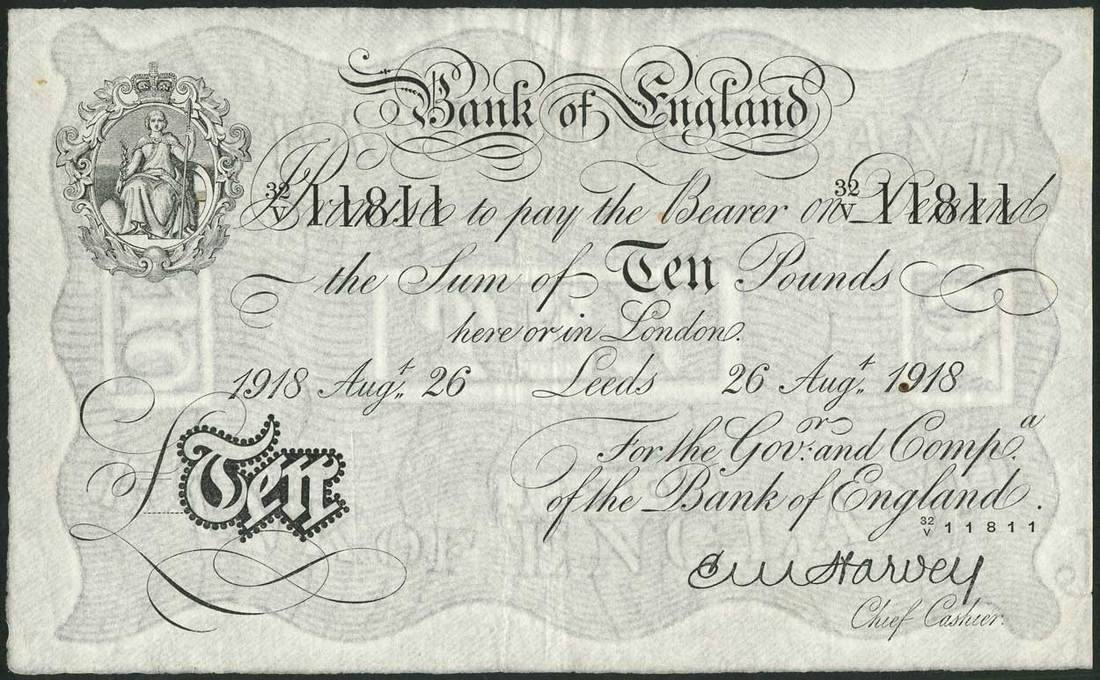 Bank of England
32/V 11811 I Promise to pay the Bearer on Demand 32/V 11811
the Sum of Ten Pounds
here or in London.
1918 Augt. 26 Leeds 26 Augt. 1918
For the Govr. and Compa.
of the Bank of England.
32/V 11811
£Ten
C M Harvey
Chief Cashier.